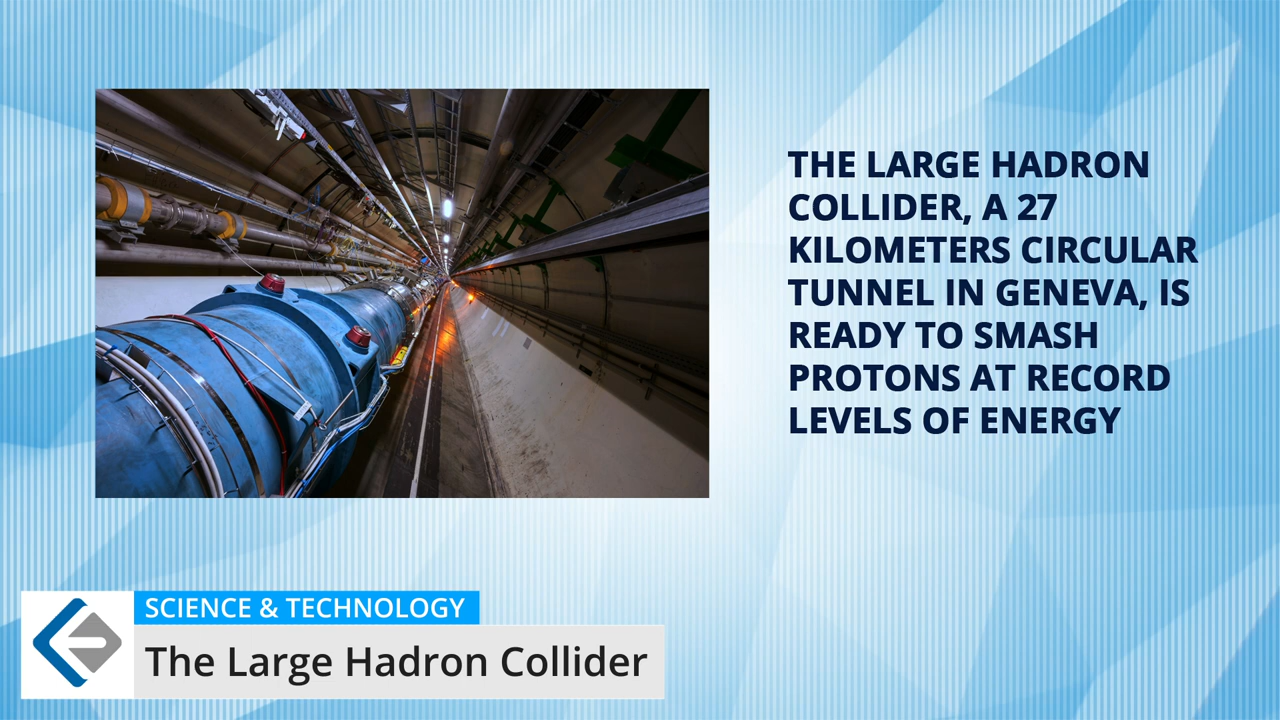 THE LARGE HADRON
COLLIDER, A 27
KILOMETERS CIRCULAR
TUNNEL IN GENEVA, IS
READY TO SMASH
PROTONS AT RECORD
LEVELS OF ENERGY
SCIENCE & TECHNOLOGY
The Large Hadron Collider